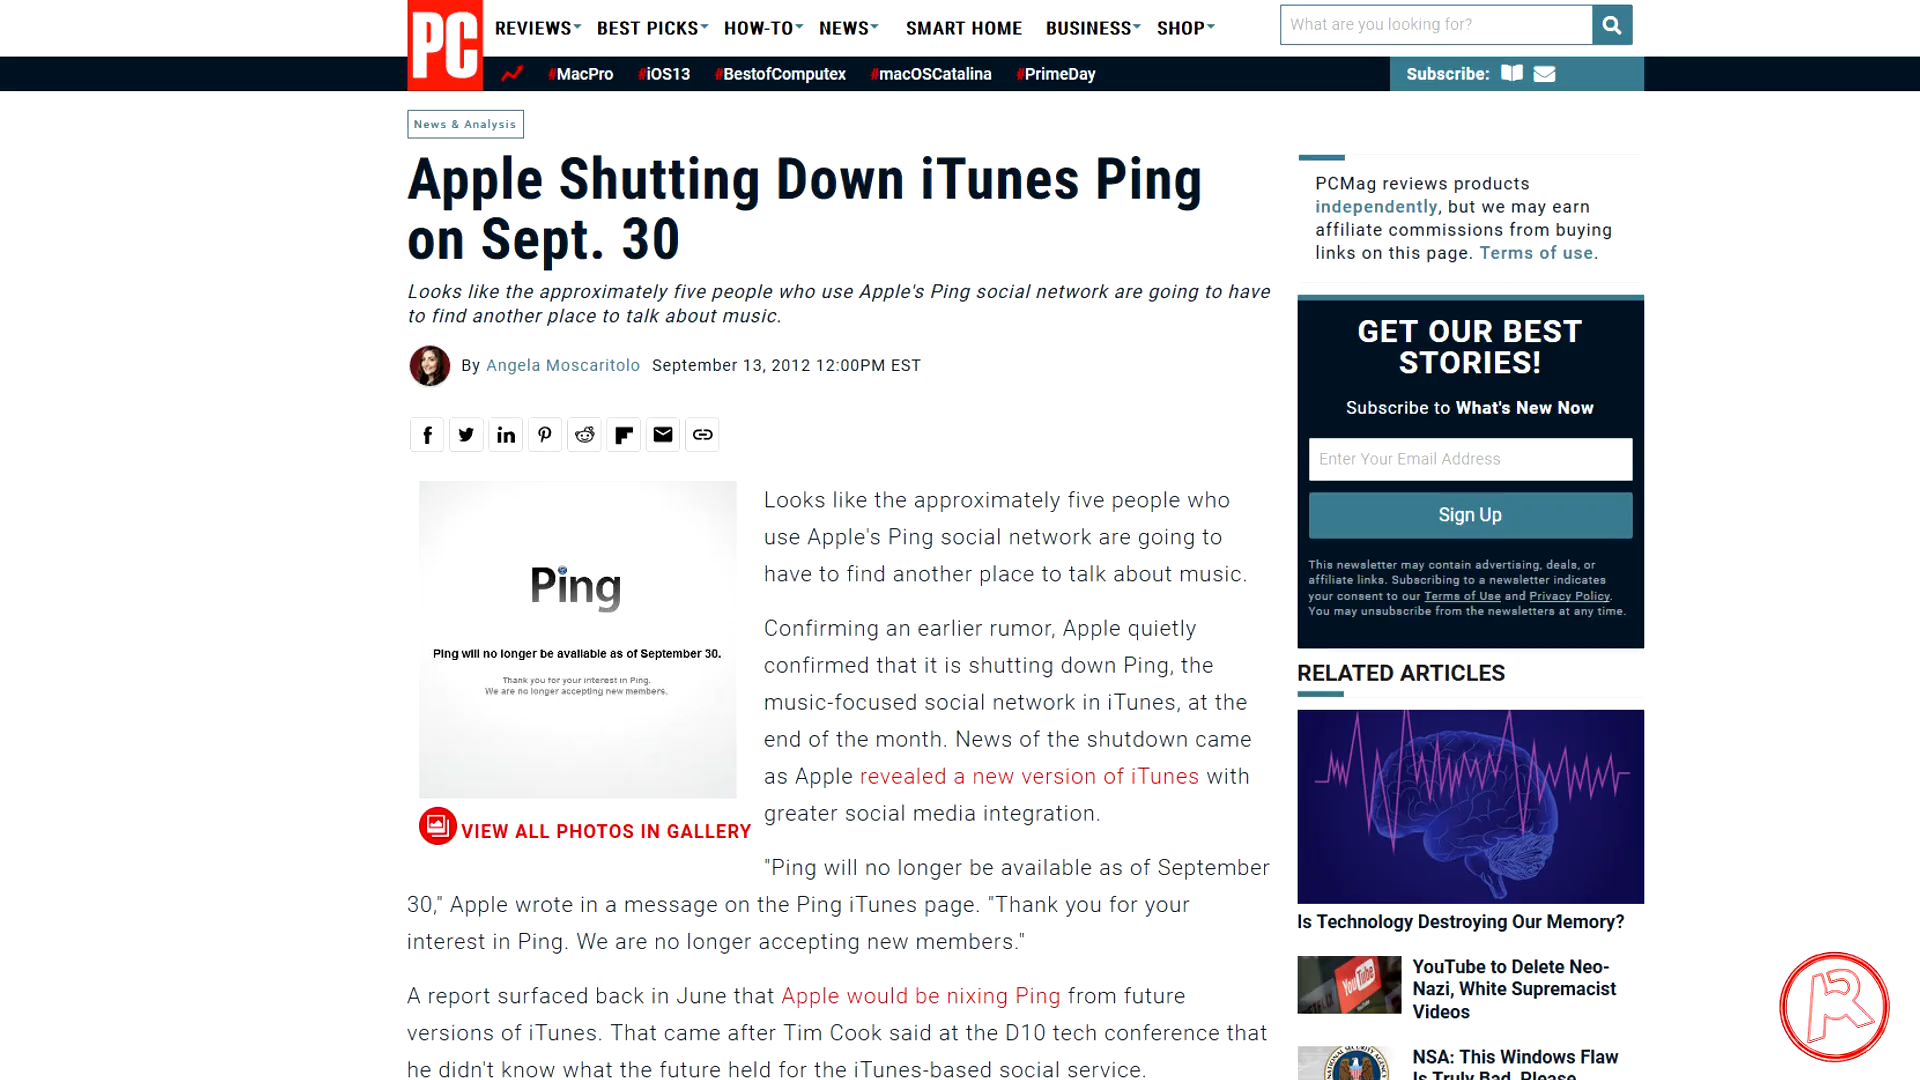 PC
REVIEWS
BEST PICKS
HOW-TO
NEWS
SMART HOME
BUSINESS
SHOP
What are you looking for?
#MacPro
#iOS13
#BestofComputex
#macOSCatalina
#PrimeDay
Subscribe:
News & Analysis
Apple Shutting Down iTunes Ping
on Sept. 30
Looks like the approximately five people who use Apple's Ping social network are going to have
to find another place to talk about music.
By Angela Moscaritolo September 13, 2012 12:00PM EST
Ping
Ping will no longer be available as of September 30.
Thank you for your interest in Ping.
We are no longer accepting new members.
VIEW ALL PHOTOS IN GALLERY
Looks like the approximately five people who
use Apple's Ping social network are going to
have to find another place to talk about music.
Confirming an earlier rumor, Apple quietly
confirmed that it is shutting down Ping, the
music-focused social network in iTunes, at the
end of the month. News of the shutdown came
as Apple revealed a new version of iTunes with
greater social media integration.
"Ping will no longer be available as of September
30," Apple wrote in a message on the Ping iTunes page. "Thank you for your
interest in Ping. We are no longer accepting new members."
A report surfaced back in June that Apple would be nixing Ping from future
versions of iTunes. That came after Tim Cook said at the D10 tech conference that
he didn't know what the future held for the iTunes-based social service.
PCMag reviews products
independently, but we may earn
affiliate commissions from buying
links on this page. Terms of use.
GET OUR BEST
STORIES!
Subscribe to What's New Now
Enter Your Email Address
Sign Up
This newsletter may contain advertising, deals, or
affiliate links. Subscribing to a newsletter indicates
your consent to our Terms of Use and Privacy Policy.
You may unsubscribe from the newsletters at any time.
RELATED ARTICLES
Is Technology Destroying Our Memory?
YouTube
YouTube to Delete Neo-
Nazi, White Supremacist
Videos
NSA: This Windows Flaw
Is Truly Bad, Please